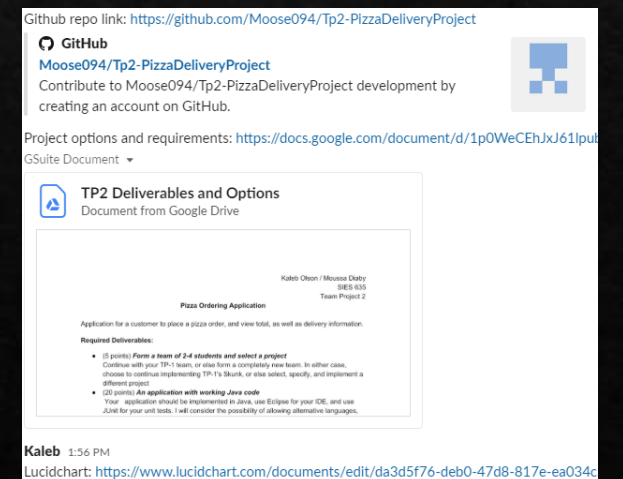 Github repo link: https://github.com/Moose094/Tp2-PizzaDeliveryProject
GitHub
Moose094/Tp2-PizzaDeliveryProject
Contribute to Moose094/Tp2-PizzaDeliveryProject development by
creating an account on GitHub.
Project options and requirements: https://docs.google.com/document/d/1p0WeCEhJxJ61lpub
GSuite Document
TP2 Deliverables and Options
Document from Google Drive
Kaleb Olson / Moussa Diaby
SIES 635
Team Project 2
Pizza Ordering Application
Application for a customer to place a pizza order, and view total, as well as delivery information.
Required Deliverables:
• (5 points) Form a team of 2-4 students and select a project
Continue with your TP-1 team, or else form a completely new team. In either case,
choose to continue implementing TP-1's Skunk, or else select, specify, and implement a
different project
• (20 points) An application with working Java code
Your application should be implemented in Java, use Eclipse for your IDE, and use
JUnit for your unit tests. I will consider the possibility of allowing alternative languages,
Kaleb 1:56 PM
Lucidchart: https://www.lucidchart.com/documents/edit/da3d5f76-deb0-47d8-817e-ea034c